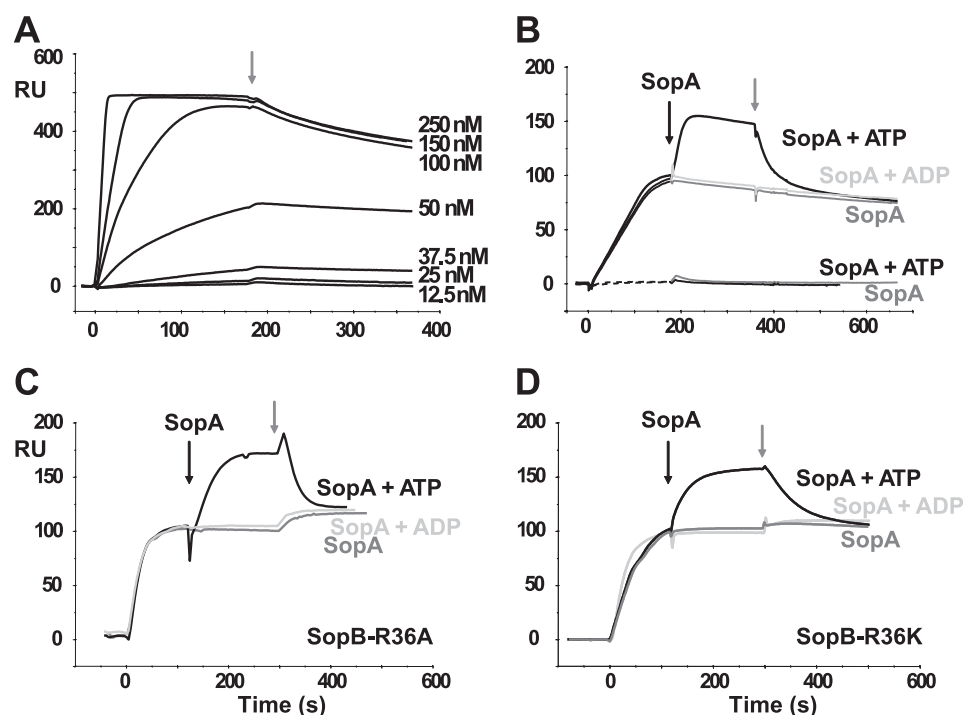 A
600
RU
400
200
0
250 nM
150 nM
100 nM
50 nM
37.5 nM
25 nM
12.5 nM
0 100 200 300 400
B
200
150
100
50
0
SopA
SopA + ATP
SopA + ADP
SopA
SopA + ATP
SopA
0 200 400 600
C
200
RU
150
100
50
0
SopA
SopA + ATP
SopA + ADP
SopA
SopB-R36A
0 200 400 600
Time (s)
D
200
150
100
50
0
SopA
SopA + ATP
SopA + ADP
SopA
SopB-R36K
0 200 400 600
Time (s)